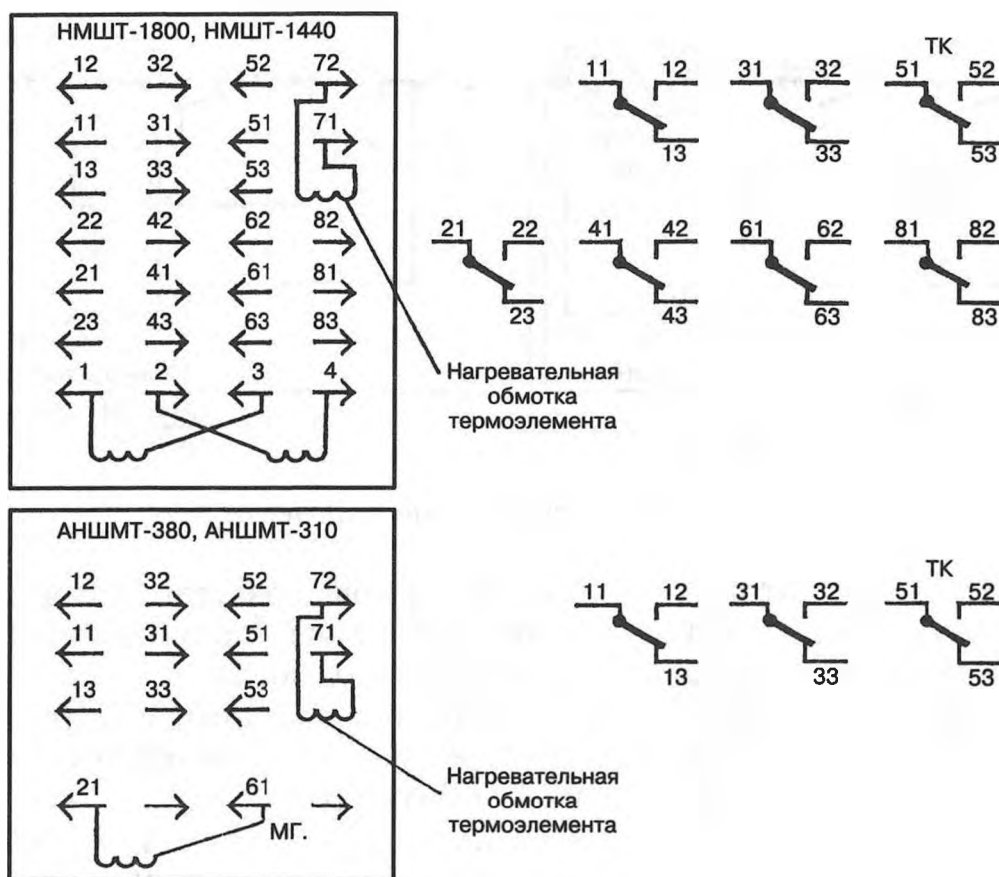 НМШТ-1800, НМШТ-1440
12 32 52 72
11 31 51 71
13 33 53
22 42 62 82
21 41 61 81
23 43 63 83
1 2 3 4
ТК
11 12 31 32 51 52
13 33 53
21 22 41 42 61 62 81 82
23 43 63 83
Нагревательная
обмотка
термоэлемента
АНШМТ-380, АНШМТ-310
12 32 52 72
11 31 51 71
13 33 53
21 61
МГ.
ТК
11 12 31 32 51 52
13 33 53
Нагревательная
обмотка
термоэлемента